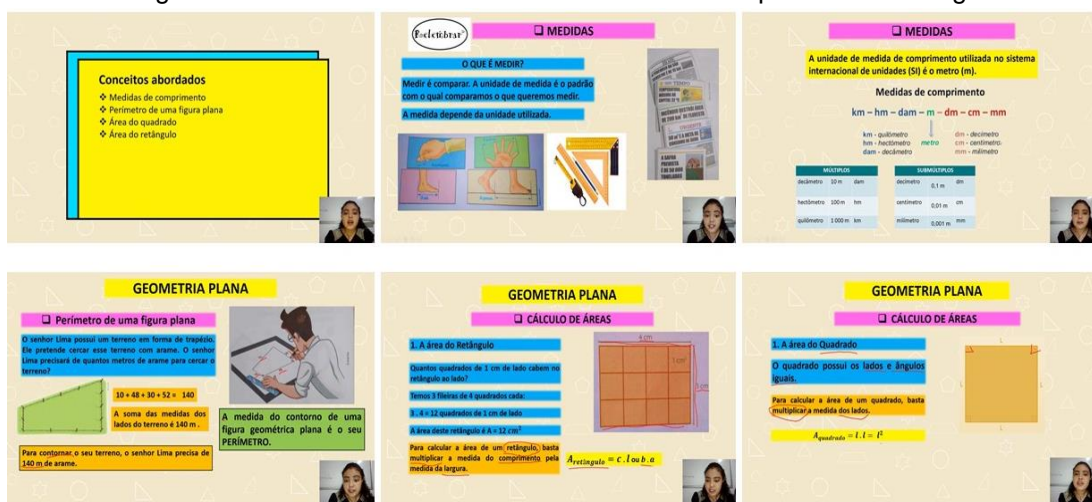 Conceitos abordados
❖ Medidas de comprimento
❖ Perímetro de uma figura plana
❖ Área do quadrado
❖ Área do retângulo
Relembrar
❑ MEDIDAS
O QUE É MEDIR?
Medir é comparar. A unidade de medida é o padrão
com o qual comparamos o que queremos medir.
A medida depende da unidade utilizada.
❑ MEDIDAS
A unidade de medida de comprimento utilizada no sistema
internacional de unidades (SI) é o metro (m).
Medidas de comprimento
km – hm – dam – m – dm – cm – mm
km - quilômetro
hm - hectômetro
dam - decâmetro
metro
dm - decímetro
cm - centímetro
mm - milímetro
MÚLTIPLOS
decâmetro 10 m dam
hectômetro 100 m hm
quilômetro 1 000 m km
SUBMÚLTIPLOS
decímetro 0,1 m dm
centímetro 0,01 m cm
milímetro 0,001 m mm
GEOMETRIA PLANA
❑ Perímetro de uma figura plana
O senhor Lima possui um terreno em forma de trapézio.
Ele pretende cercar esse terreno com arame. O senhor
Lima precisará de quantos metros de arame para cercar o
terreno?
10 + 48 + 30 + 52 = 140
A soma das medidas dos
lados do terreno é 140 m .
Para contornar o seu terreno, o senhor Lima precisa de
140 m de arame.
A medida do contorno de uma
figura geométrica plana é o seu
PERÍMETRO.
GEOMETRIA PLANA
❑ CÁLCULO DE ÁREAS
1. A área do Retângulo
Quantos quadrados de 1 cm de lado cabem no
retângulo ao lado?
Temos 3 fileiras de 4 quadrados cada:
3 . 4 = 12 quadrados de 1 cm de lado
A área deste retângulo é A = 12 cm²
Para calcular a área de um retângulo, basta
multiplicar a medida do comprimento pela
medida da largura.
4 cm
1 cm²
3 cm
A retângulo = c . l ou b . a
GEOMETRIA PLANA
❑ CÁLCULO DE ÁREAS
1. A área do Quadrado
O quadrado possui os lados e ângulos
iguais.
Para calcular a área de um quadrado, basta
multiplicar a medida dos lados.
A quadrado = l . l = l²
L
L
L
L